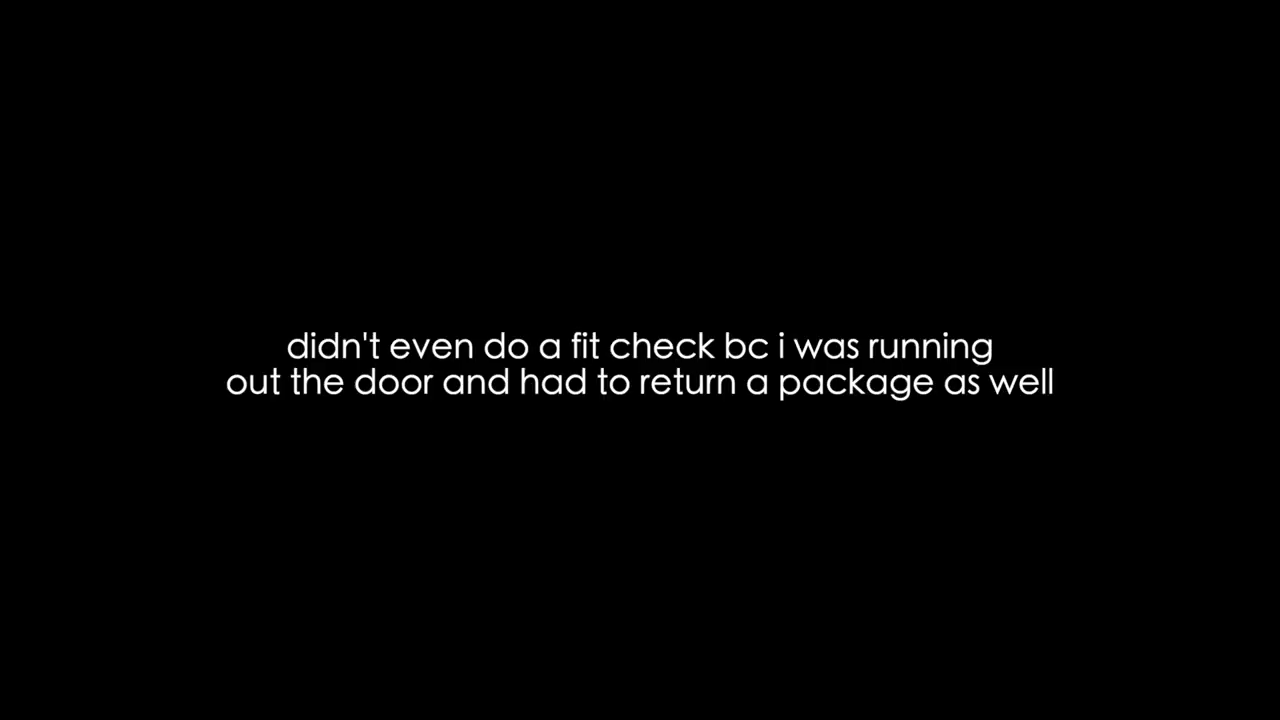 didn't even do a fit check bc i was running
out the door and had to return a package as well